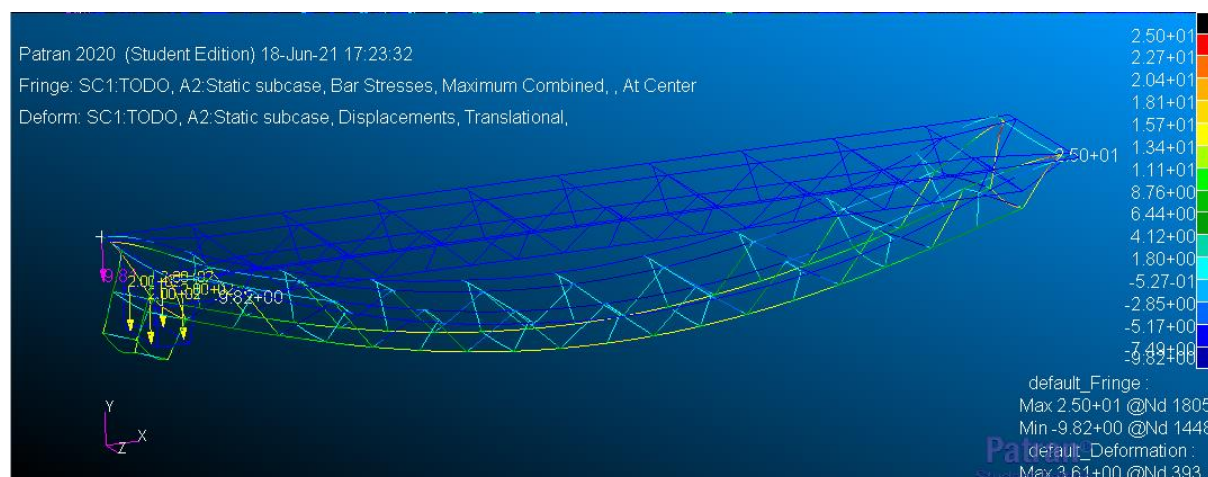 Patran 2020 (Student Edition) 18-Jun-21 17:23:32
Fringe: SC1:TODO, A2:Static subcase, Bar Stresses, Maximum Combined, , At Center
Deform: SC1:TODO, A2:Static subcase, Displacements, Translational,
2.50+01
2.27+01
2.04+01
1.81+01
1.57+01
1.34+01
1.11+01
8.76+00
6.44+00
4.12+00
1.80+00
-5.27-01
-2.85+00
-5.17+00
-7.49+00
-9.82+00
2.50+01
-9.82+00
Y
X
Z
default_Fringe :
Max 2.50+01 @Nd 1805
Min -9.82+00 @Nd 1448
Patran
default_Deformation :
Max 3.61+00 @Nd 393